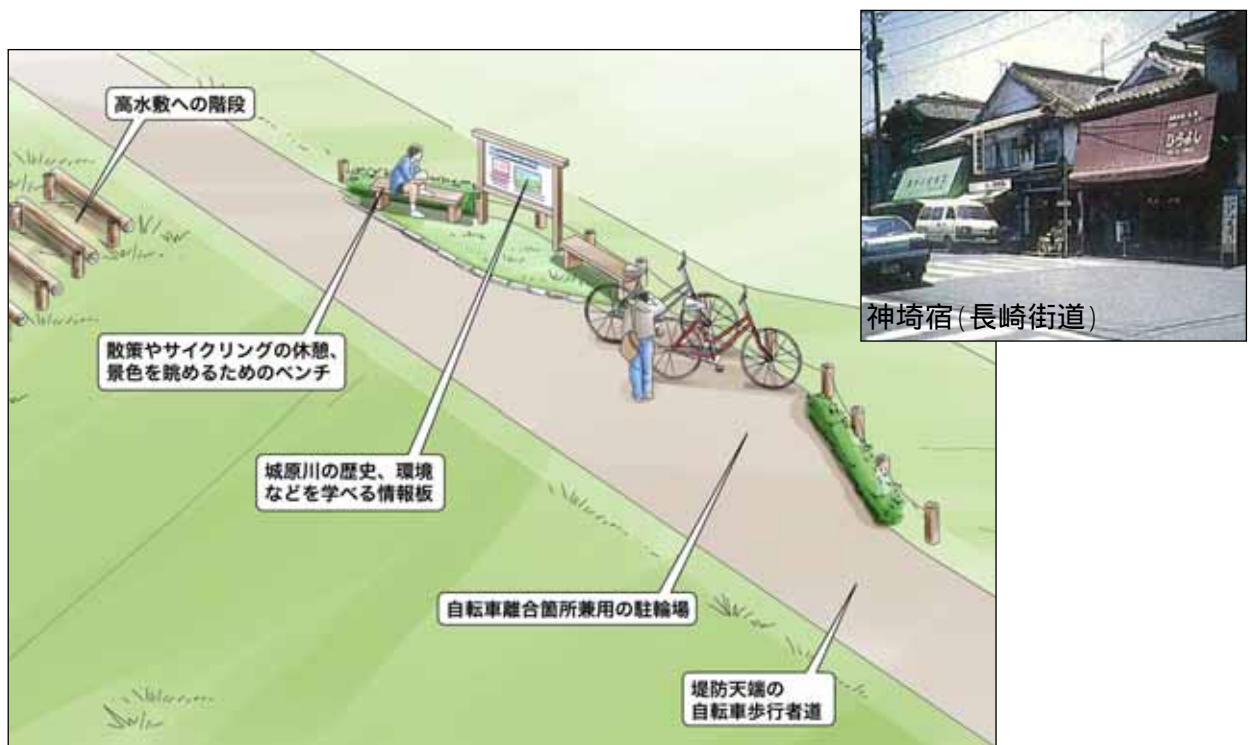 高水敷への階段
散策やサイクリングの休憩、
景色を眺めるためのベンチ
城原川の歴史、環境
などを学べる情報板
自転車離合箇所兼用の駐輪場
堤防天端の
自転車歩行者道
ひろよし
神埼宿(長崎街道)